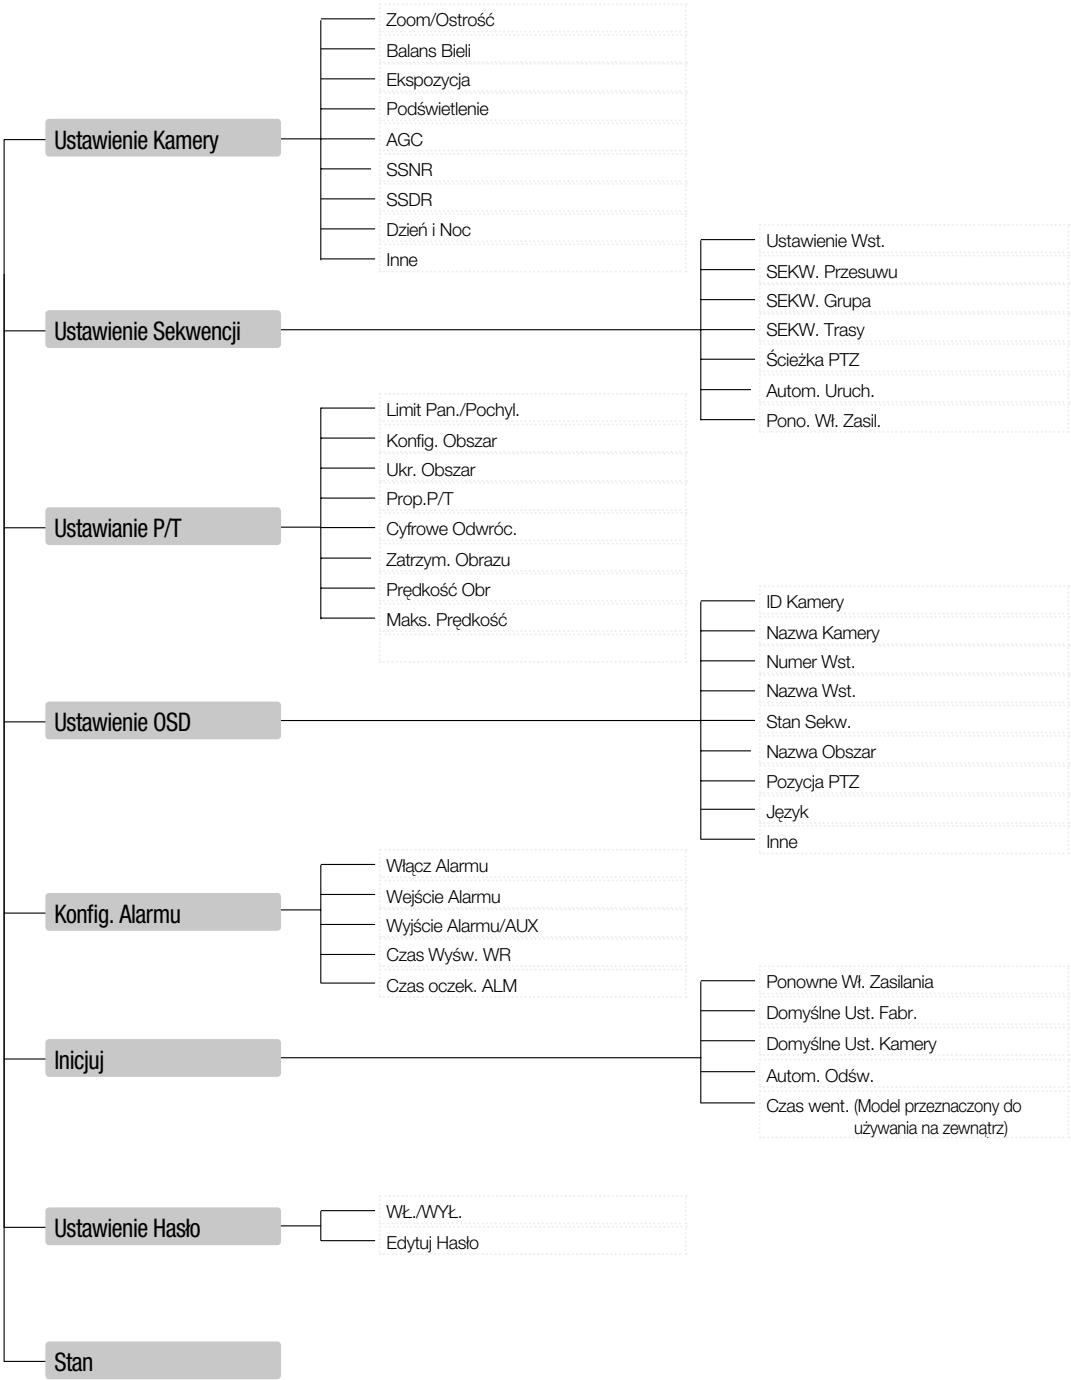 Ustawienie Kamery
Zoom/Ostrość
Balans Bieli
Ekspozycja
Podświetlenie
AGC
SSNR
SSDR
Dzień i Noc
Inne
Ustawienie Sekwencji
Ustawienie Wst.
SEKW. Przesuwu
SEKW. Grupa
SEKW. Trasy
Ścieżka PTZ
Autom. Uruch.
Pono. Wł. Zasil.
Ustawianie P/T
Limit Pan./Pochyl.
Konfig. Obszar
Ukr. Obszar
Prop.P/T
Cyfrowe Odwróc.
Zatrzym. Obrazu
Prędkość Obr
Maks. Prędkość
Ustawienie OSD
ID Kamery
Nazwa Kamery
Numer Wst.
Nazwa Wst.
Stan Sekw.
Nazwa Obszar
Pozycja PTZ
Język
Inne
Konfig. Alarmu
Włącz Alarmu
Wejście Alarmu
Wyjście Alarmu/AUX
Czas Wyśw. WR
Czas oczek. ALM
Inicjuj
Ponowne Wł. Zasilania
Domyślne Ust. Fabr.
Domyślne Ust. Kamery
Autom. Odśw.
Czas went. (Model przeznaczony do
używania na zewnątrz)
Ustawienie Hasło
WŁ./WYŁ.
Edytuj Hasło
Stan